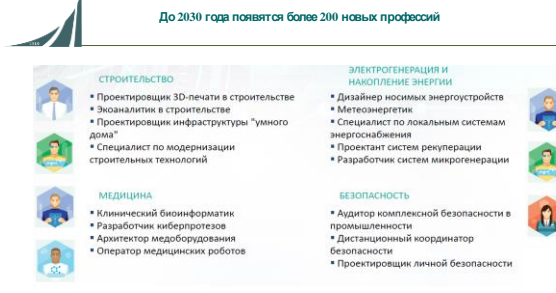 До 2030 года появятся более 200 новых профессий
СТРОИТЕЛЬСТВО
▪ Проектировщик 3D-печати в строительстве
▪ Экоаналитик в строительстве
▪ Проектировщик инфраструктуры "умного
дома"
▪ Специалист по модернизации
строительных технологий
ЭЛЕКТРОГЕНЕРАЦИЯ И
НАКОПЛЕНИЕ ЭНЕРГИИ
▪ Дизайнер носимых энергоустройств
▪ Метеоэнергетик
▪ Специалист по локальным системам
энергоснабжения
▪ Проектант систем рекуперации
▪ Разработчик систем микрогенерации
МЕДИЦИНА
▪ Клинический биоинформатик
▪ Разработчик киберпротезов
▪ Архитектор медоборудования
▪ Оператор медицинских роботов
БЕЗОПАСНОСТЬ
▪ Аудитор комплексной безопасности в
промышленности
▪ Дистанционный координатор
безопасности
▪ Проектировщик личной безопасности